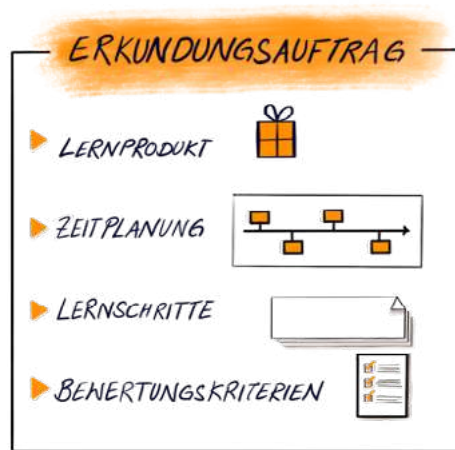 ERKUNDUNGSAUFTRAG
LERNPRODUKT
ZEITPLANUNG
LERNSCHRITTE
BEWERTUNGSKRITERIEN